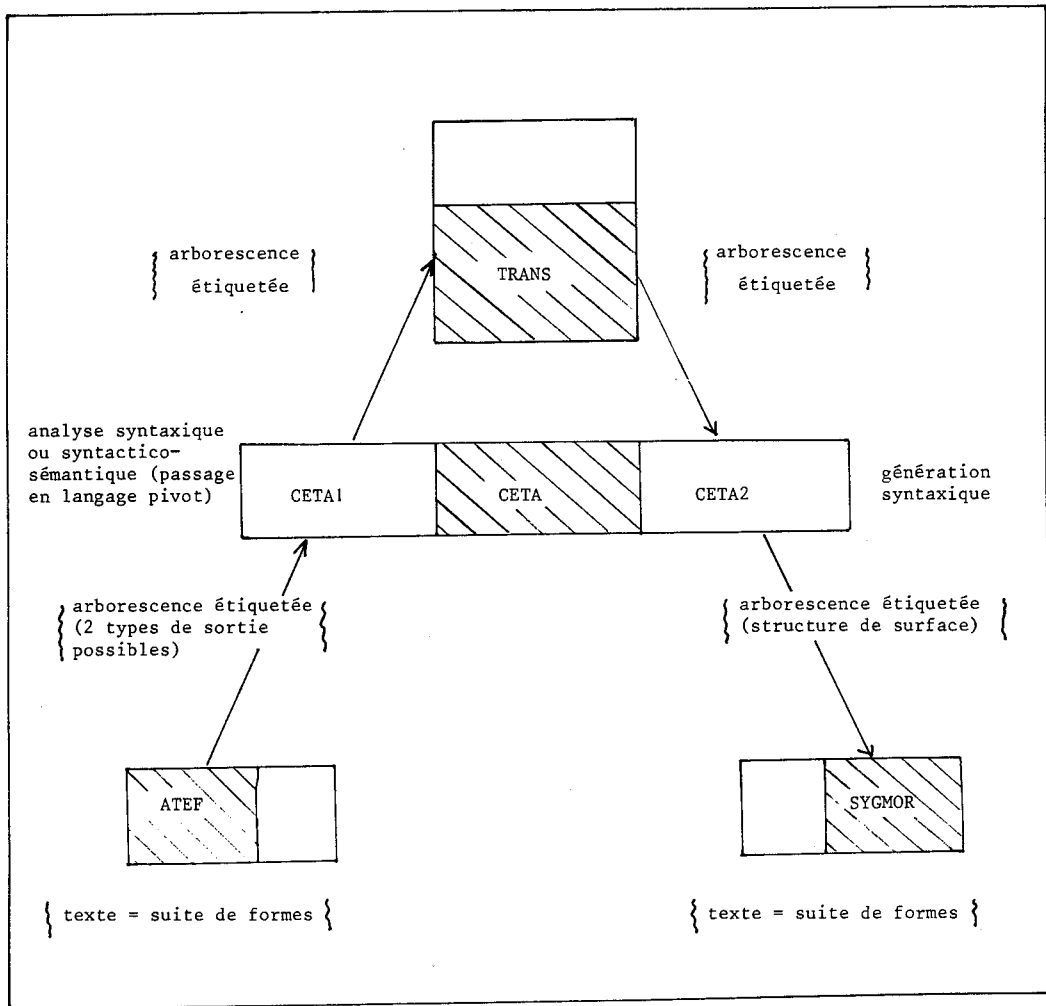 arborescence
étiquetée
TRANS
arborescence
étiquetée
analyse syntaxique
ou syntactico-
sémantique (passage
en langage pivot)
CETA1
CETA
CETA2
génération
syntaxique
arborescence étiquetée
(2 types de sortie
possibles)
arborescence étiquetée
(structure de surface)
ATEF
SYGMOR
texte = suite de formes
texte = suite de formes